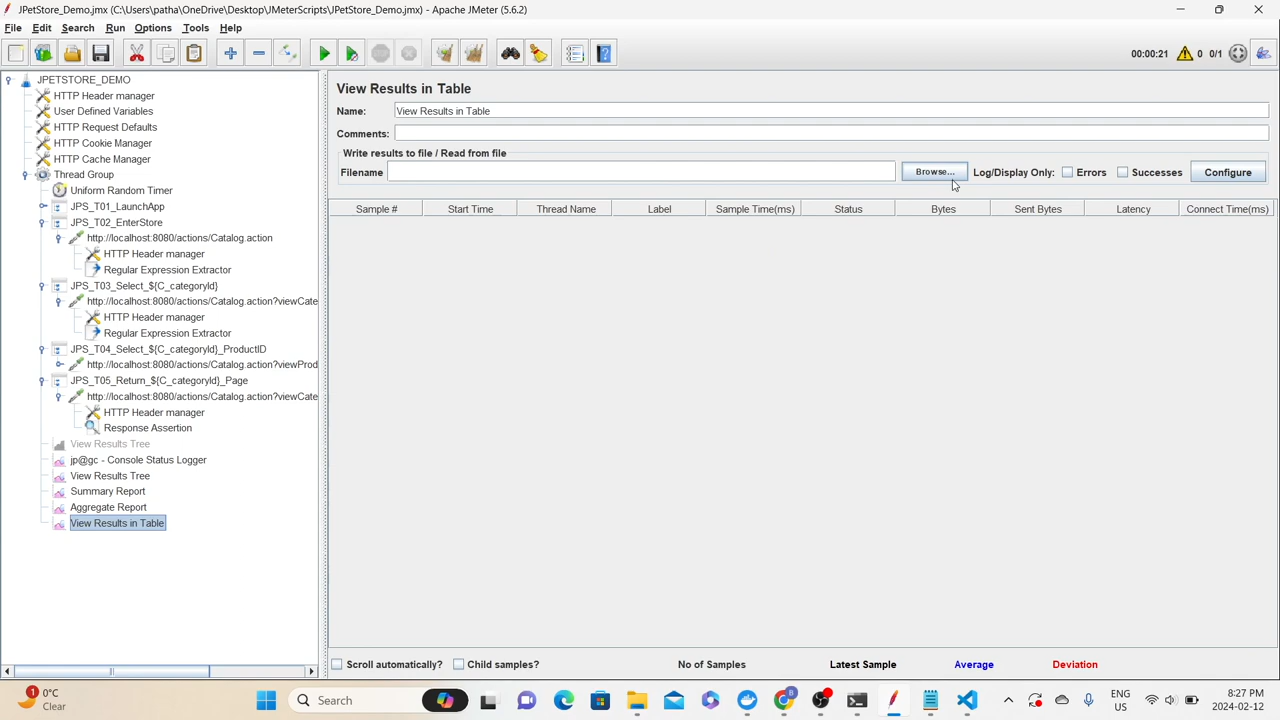 JPetStore_Demo.jmx (C:\Users\patha\OneDrive\Desktop\JMeterScripts\JPetStore_Demo.jmx) - Apache JMeter (5.6.2)
File Edit Search Run Options Tools Help
00:00:21 0 0/1
JPETSTORE_DEMO
HTTP Header manager
User Defined Variables
HTTP Request Defaults
HTTP Cookie Manager
HTTP Cache Manager
Thread Group
Uniform Random Timer
JPS_T01_LaunchApp
JPS_T02_EnterStore
http://localhost:8080/actions/Catalog.action
HTTP Header manager
Regular Expression Extractor
JPS_T03_Select_${C_categoryId}
http://localhost:8080/actions/Catalog.action?viewCate
HTTP Header manager
Regular Expression Extractor
JPS_T04_Select_${C_categoryId}_ProductID
http://localhost:8080/actions/Catalog.action?viewProd
JPS_T05_Return_${C_categoryId}_Page
http://localhost:8080/actions/Catalog.action?viewCate
HTTP Header manager
Response Assertion
View Results Tree
jp@gc - Console Status Logger
View Results Tree
Summary Report
Aggregate Report
View Results in Table
View Results in Table
Name: View Results in Table
Comments:
Write results to file / Read from file
Filename Browse... Log/Display Only: Errors Successes Configure
Sample # Start Time Thread Name Label Sample Time(ms) Status Bytes Sent Bytes Latency Connect Time(ms)
Scroll automatically? Child samples? No of Samples Latest Sample Average Deviation
1 0°C
Clear
Search
8
ENG
US
8:27 PM
2024-02-12